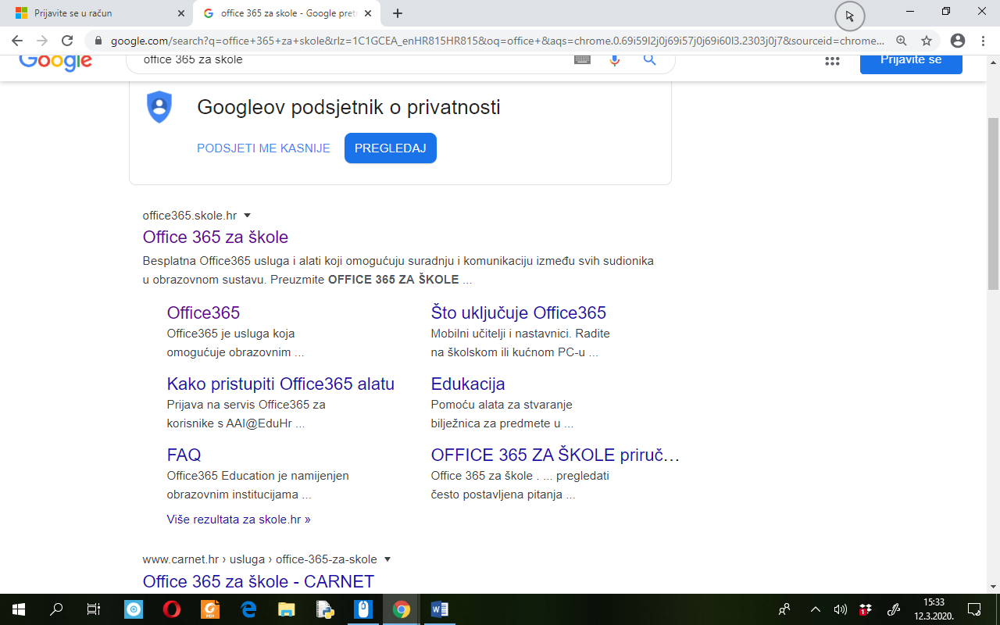 Prijavite se u račun
office 365 za skole - Google pretr
google.com/search?q=office+365+za+skole&rlz=1C1GCEA_enHR815HR815&oq=office+&aqs=chrome.0.69i59l2j0j69i57j0j69i60l3.2303j0j7&sourceid=chrome...
Google
office 365 za skole
Prijavite se
Googleov podsjetnik o privatnosti
PODSJETI ME KASNIJE
PREGLEDAJ
office365.skole.hr
Office 365 za škole
Besplatna Office365 usluga i alati koji omogućuju suradnju i komunikaciju između svih sudionika
u obrazovnom sustavu. Preuzmite OFFICE 365 ZA ŠKOLE ...
Office365
Office365 je usluga koja
omogućuje obrazovnim ...
Što uključuje Office365
Mobilni učitelji i nastavnici. Radite
na školskom ili kućnom PC-u ...
Kako pristupiti Office365 alatu
Prijava na servis Office365 za
korisnike s AAI@EduHr ...
Edukacija
Pomoću alata za stvaranje
bilježnica za predmete u ...
FAQ
Office365 Education je namijenjen
obrazovnim institucijama ...
OFFICE 365 ZA ŠKOLE priruč...
Office 365 za škole . ... pregledati
često postavljena pitanja ...
Više rezultata za skole.hr »
www.carnet.hr › usluga › office-365-za-skole
Office 365 za škole - CARNET
PDF
1
15:33
12.3.2020.